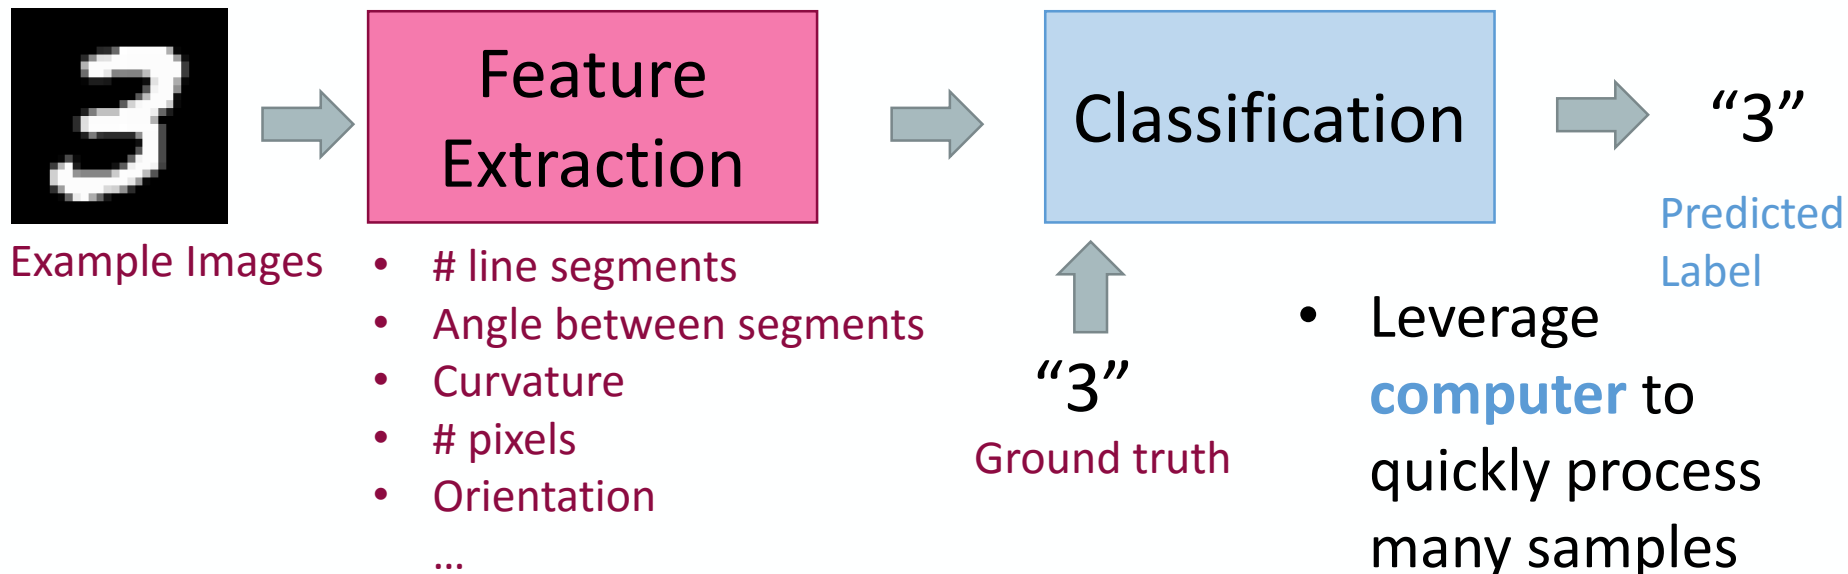 Feature
Extraction
Classification
“3”
Example Images
Predicted
Label
• # line segments
• Angle between segments
• Curvature
• # pixels
• Orientation
...
“3”
Ground truth
• Leverage
computer to
quickly process
many samples